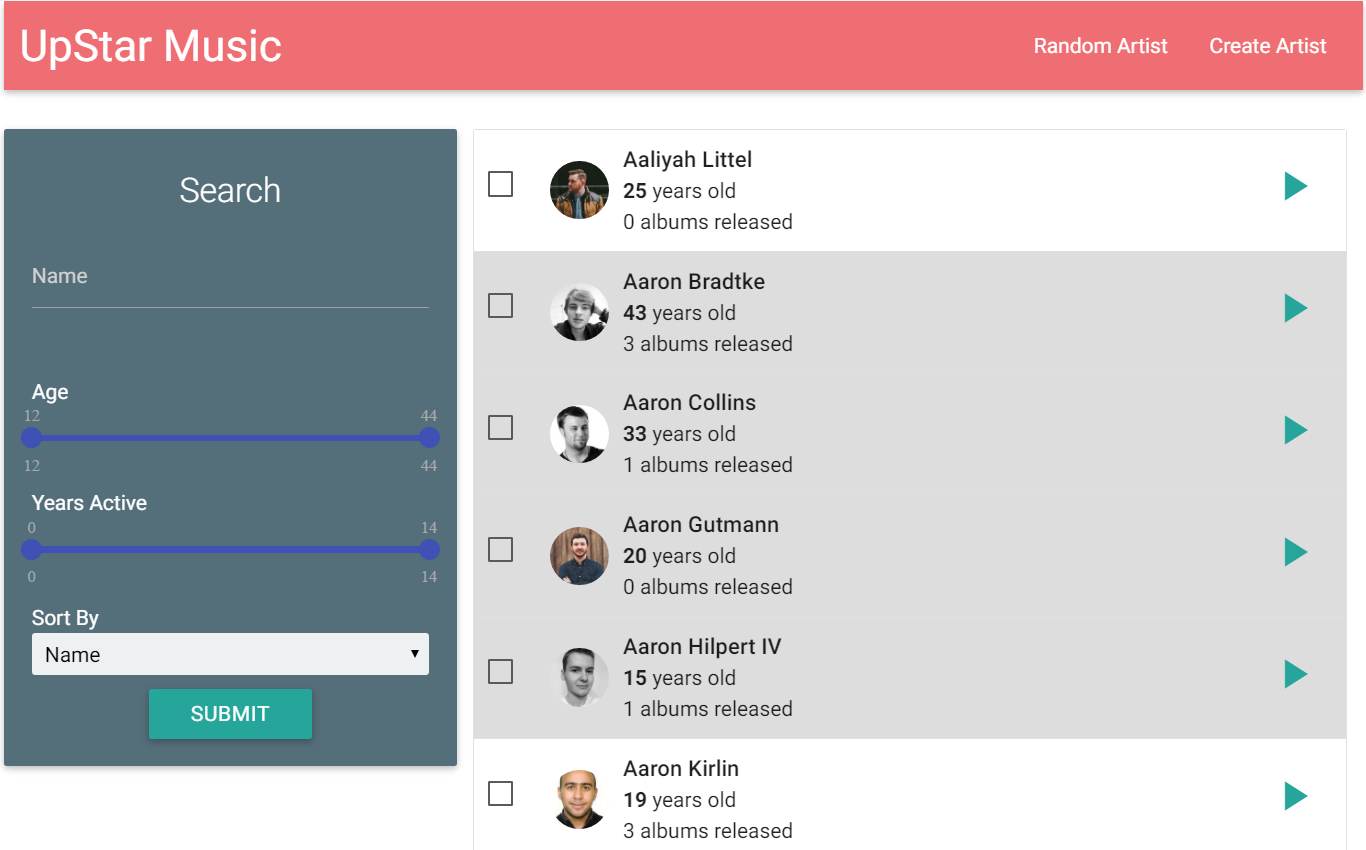 UpStar Music
Random Artist
Create Artist
Search
Name
Age
12 44
12 44
Years Active
0 14
0 14
Sort By
Name
SUBMIT
Aaliyah Littel
25 years old
0 albums released
Aaron Bradtke
43 years old
3 albums released
Aaron Collins
33 years old
1 albums released
Aaron Gutmann
20 years old
0 albums released
Aaron Hilpert IV
15 years old
1 albums released
Aaron Kirlin
19 years old
3 albums released